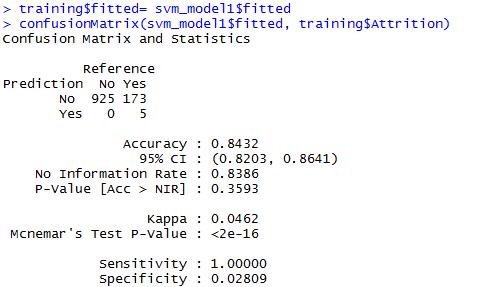 > training$fitted= svm_model1$fitted
> confusionMatrix(svm_model1$fitted, training$Attrition)
Confusion Matrix and Statistics
Reference
Prediction No Yes
No 925 173
Yes 0 5
Accuracy : 0.8432
95% CI : (0.8203, 0.8641)
No Information Rate : 0.8386
P-Value [Acc > NIR] : 0.3593
Kappa : 0.0462
Mcnemar's Test P-Value : <2e-16
Sensitivity : 1.00000
Specificity : 0.02809